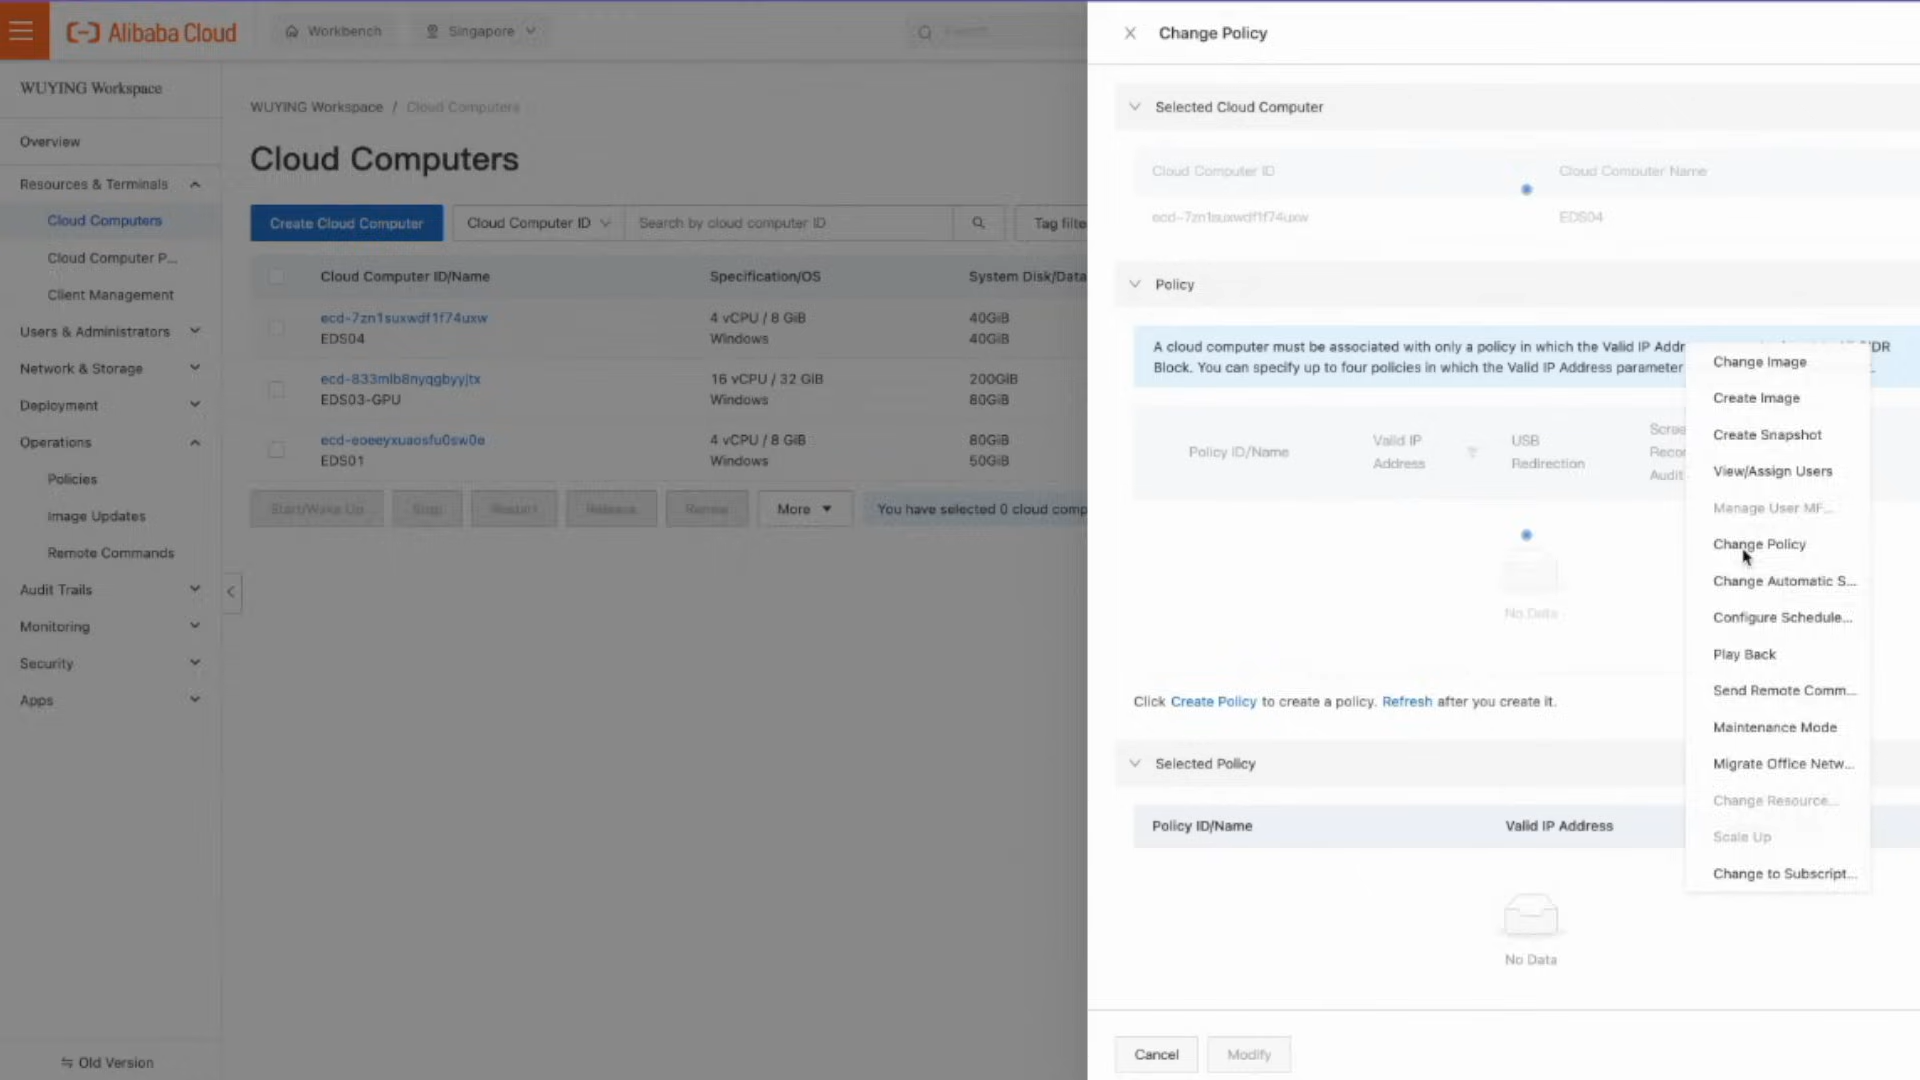 Alibaba Cloud
Workbench
Singapore
Search
WUYING Workspace
Overview
Resources & Terminals
Cloud Computers
Cloud Computer P...
Client Management
Users & Administrators
Network & Storage
Deployment
Operations
Policies
Image Updates
Remote Commands
Audit Trails
Monitoring
Security
Apps
Old Version
WUYING Workspace / Cloud Computers
Cloud Computers
Create Cloud Computer
Cloud Computer ID
Search by cloud computer ID
Tag filte
Cloud Computer ID/Name Specification/OS System Disk/Data
ecd-7zn1suxwdf1f74uxw 4 vCPU / 8 GiB 40GiB
EDS04 Windows 40GiB
ecd-833mlb8nyqgbyyjtx 16 vCPU / 32 GiB 200GiB
EDS03-GPU Windows 80GiB
ecd-eoeeyxuaosfu0sw0e 4 vCPU / 8 GiB 80GiB
EDS01 Windows 50GiB
Start/Wake Up Stop Restart Release Renew More You have selected 0 cloud comp
Change Policy
Selected Cloud Computer
Cloud Computer ID Cloud Computer Name
ecd-7zn1suxwdf1f74uxw EDS04
Policy
A cloud computer must be associated with only a policy in which the Valid IP Addr IDR
Block. You can specify up to four policies in which the Valid IP Address parameter
Policy ID/Name
Valid IP
Address
USB
Redirection
Scree
Recor
Audit
No Data
Click Create Policy to create a policy. Refresh after you create it.
Selected Policy
Policy ID/Name Valid IP Address
No Data
Cancel Modify
Change Image
Create Image
Create Snapshot
View/Assign Users
Manage User MF...
Change Policy
Change Automatic S...
Configure Schedule...
Play Back
Send Remote Comm...
Maintenance Mode
Migrate Office Netw...
Change Resource...
Scale Up
Change to Subscript...